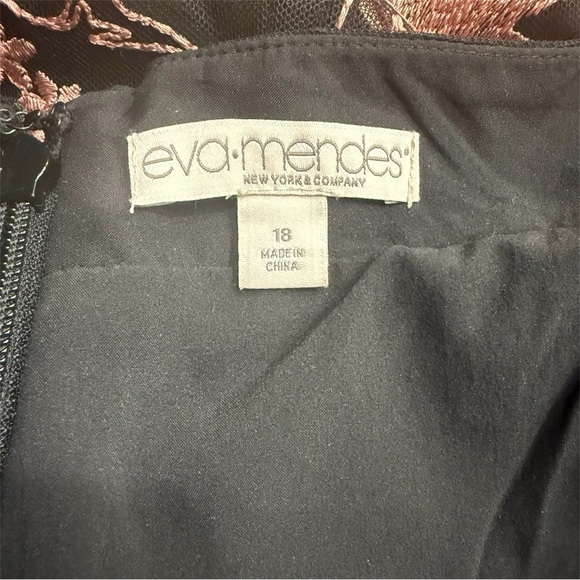 eva·mendes®
NEW YORK & COMPANY
18
MADE IN
CHINA